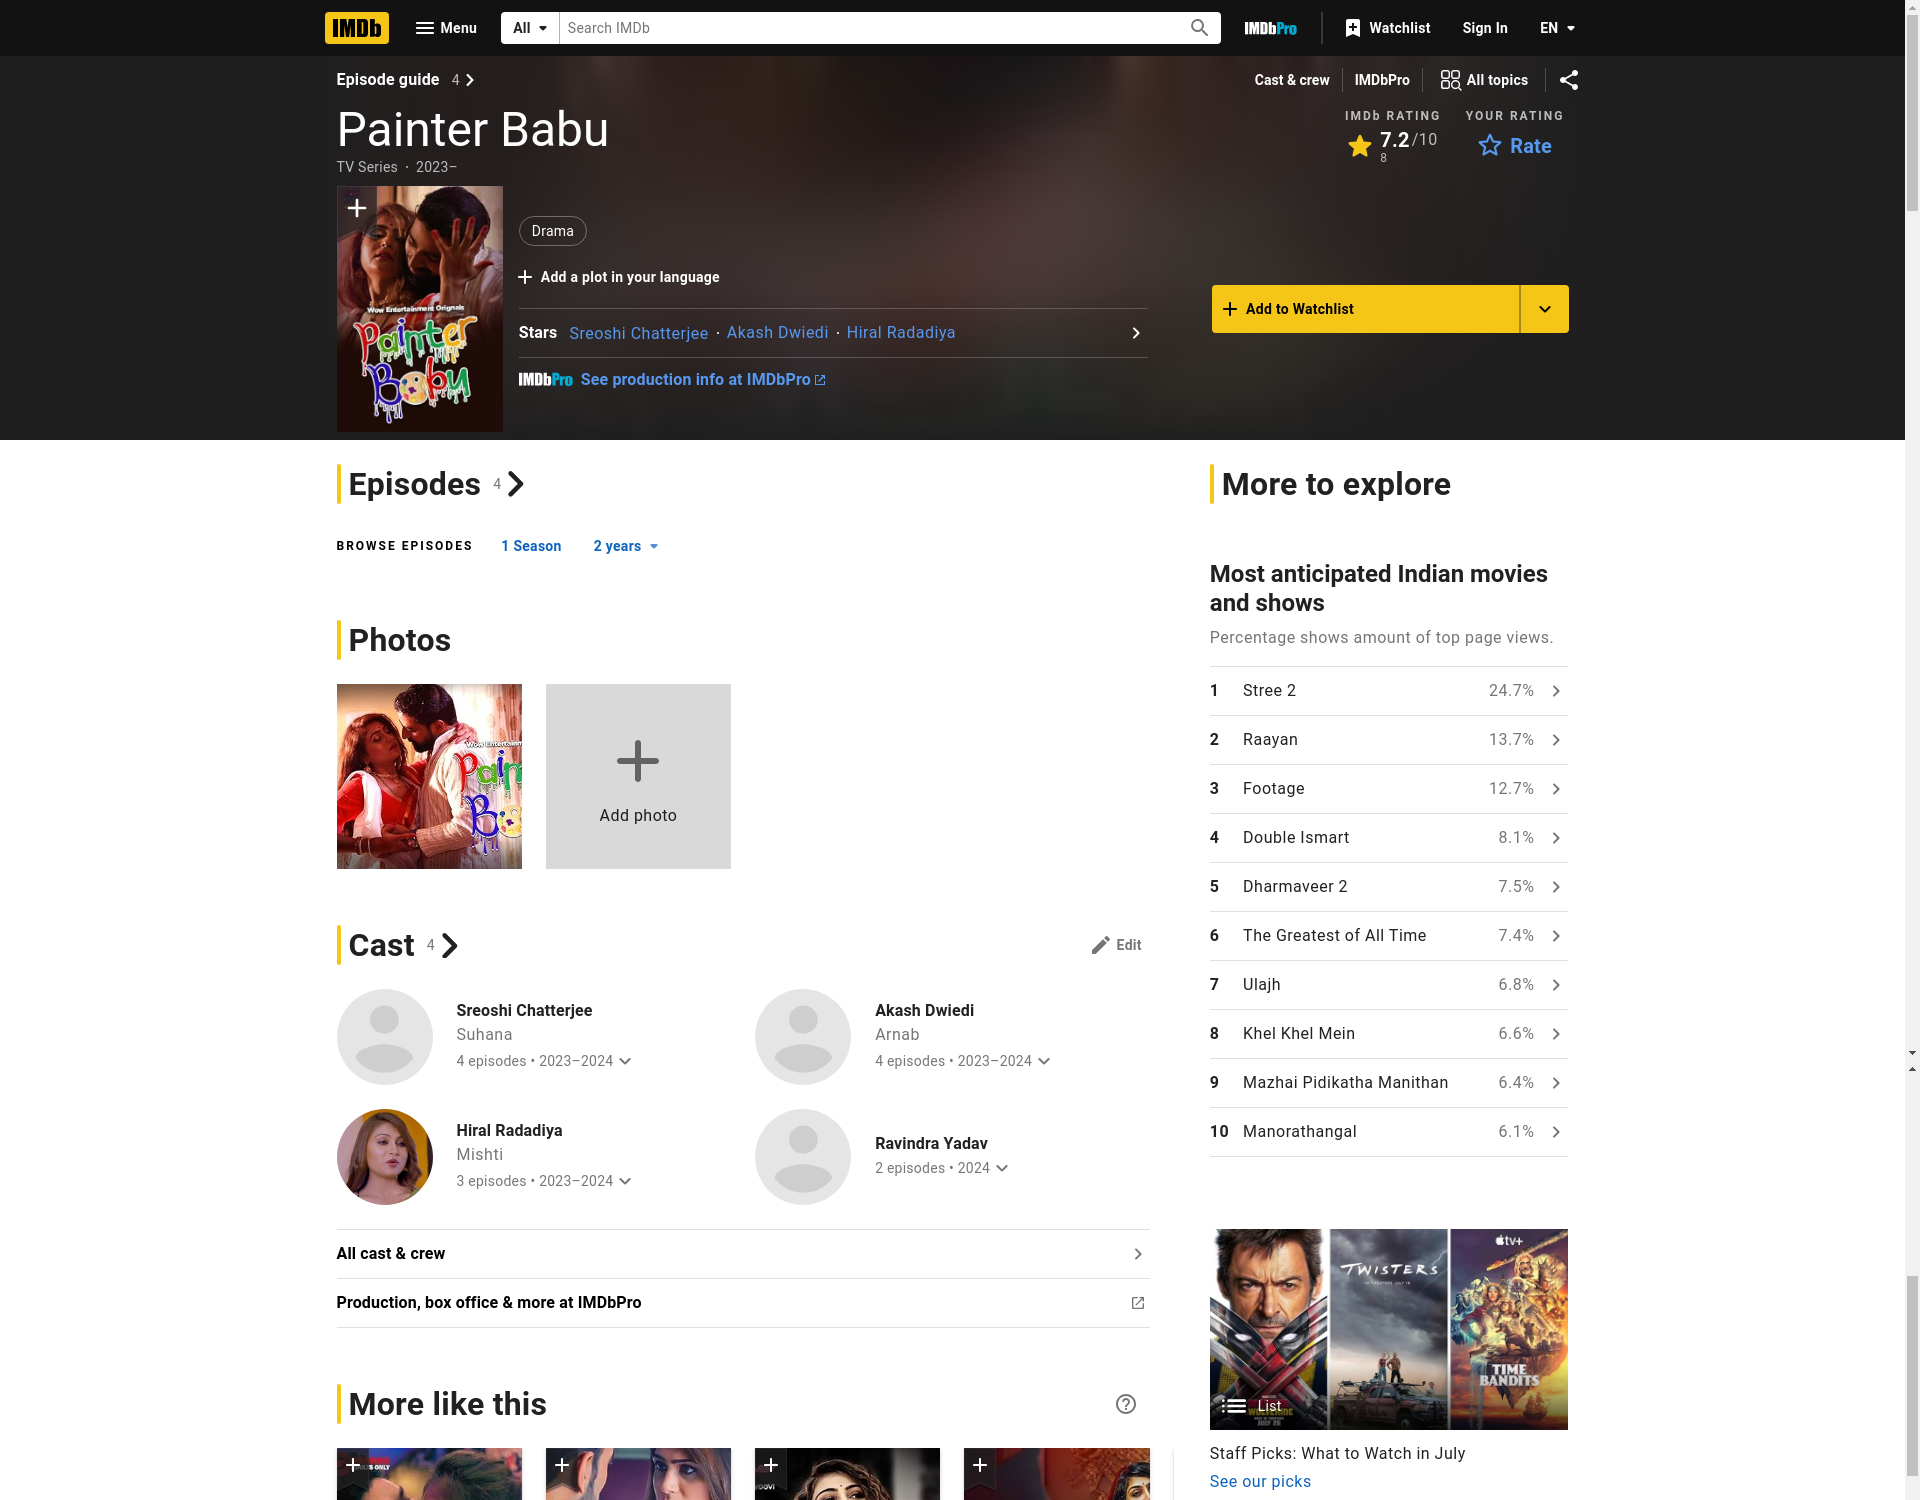 IMDb
Menu
All
Search IMDb
IMDbPro
Watchlist
Sign In
EN
Episode guide 4
Cast & crew
IMDbPro
All topics
Painter Babu
TV Series · 2023–
IMDb RATING
7.2/10
8
YOUR RATING
Rate
Wow Entertainment Originals
Painter
Babu
Drama
Add a plot in your language
Stars Sreoshi Chatterjee · Akash Dwiedi · Hiral Radadiya
IMDbPro See production info at IMDbPro
Add to Watchlist
Episodes 4
BROWSE EPISODES 1 Season 2 years
Photos
Add photo
Cast 4
Edit
Sreoshi Chatterjee
Suhana
4 episodes • 2023–2024
Akash Dwiedi
Arnab
4 episodes • 2023–2024
Hiral Radadiya
Mishti
3 episodes • 2023–2024
Ravindra Yadav
2 episodes • 2024
All cast & crew
Production, box office & more at IMDbPro
More like this
More to explore
Most anticipated Indian movies
and shows
Percentage shows amount of top page views.
1 Stree 2 24.7%
2 Raayan 13.7%
3 Footage 12.7%
4 Double Ismart 8.1%
5 Dharmaveer 2 7.5%
6 The Greatest of All Time 7.4%
7 Ulajh 6.8%
8 Khel Khel Mein 6.6%
9 Mazhai Pidikatha Manithan 6.4%
10 Manorathangal 6.1%
TWISTERS
tv+
TIME
BANDITS
List
Staff Picks: What to Watch in July
See our picks